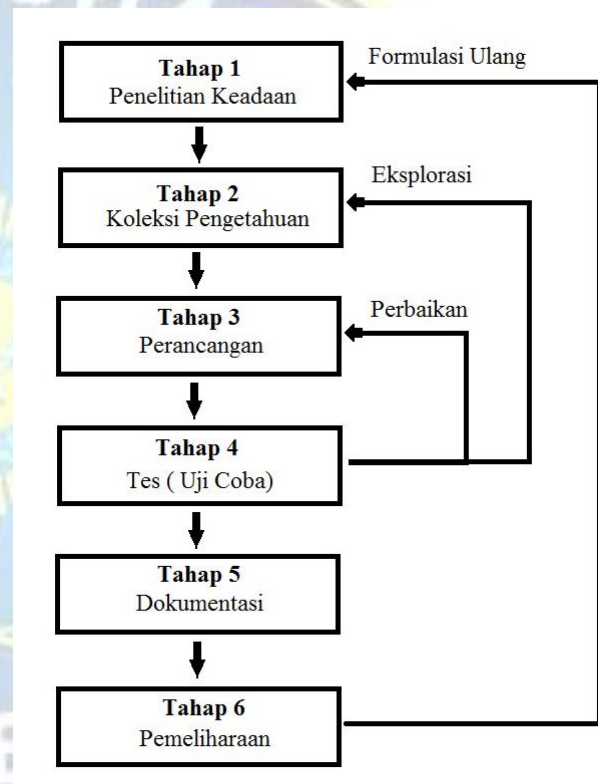 Formulasi Ulang
Tahap 1
Penelitian Keadaan
Eksplorasi
Tahap 2
Koleksi Pengetahuan
Perbaikan
Tahap 3
Perancangan
Tahap 4
Tes ( Uji Coba)
Tahap 5
Dokumentasi
Tahap 6
Pemeliharaan